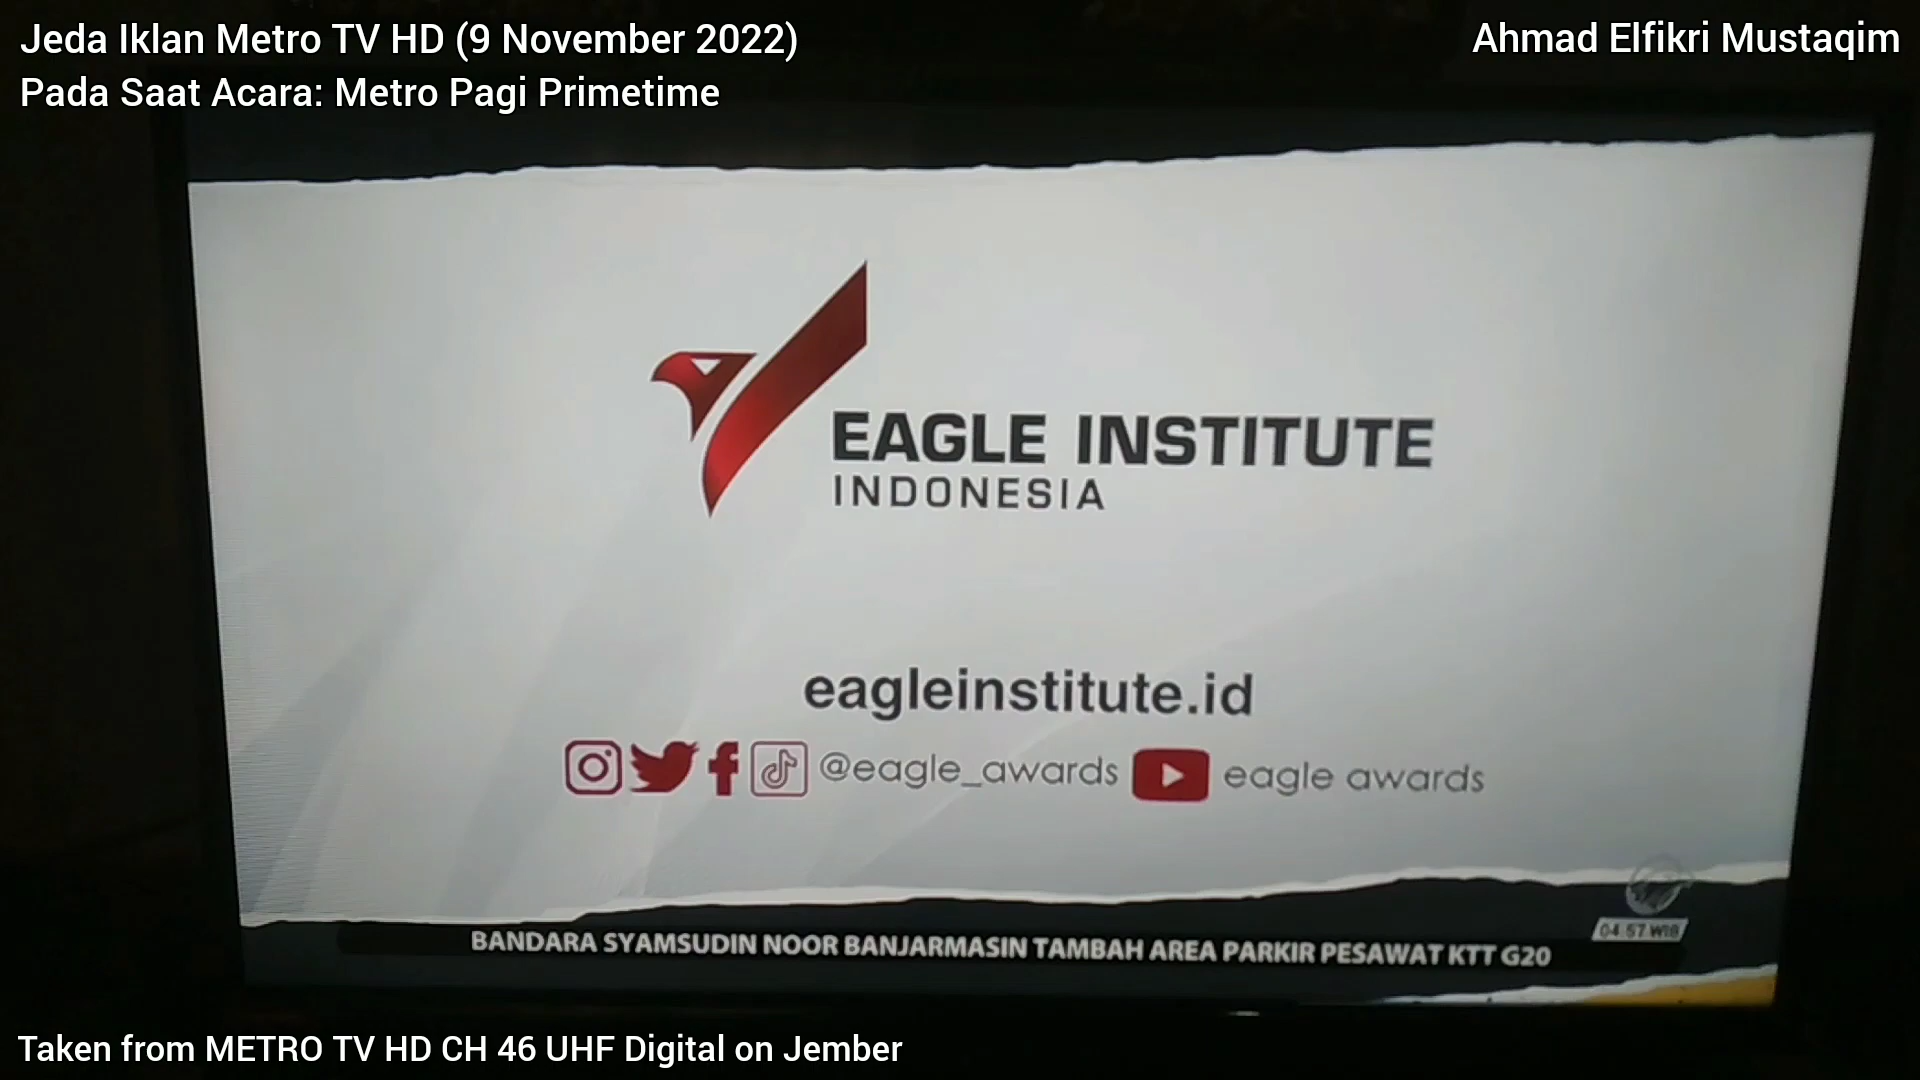 Jeda Iklan Metro TV HD (9 November 2022)
Ahmad Elfikri Mustaqim
Pada Saat Acara: Metro Pagi Primetime
EAGLE INSTITUTE
INDONESIA
eagleinstitute.id
@eagle_awards eagle awards
04:57 WIB
BANDARA SYAMSUDIN NOOR BANJARMASIN TAMBAH AREA PARKIR PESAWAT KTT G20
Taken from METRO TV HD CH 46 UHF Digital on Jember